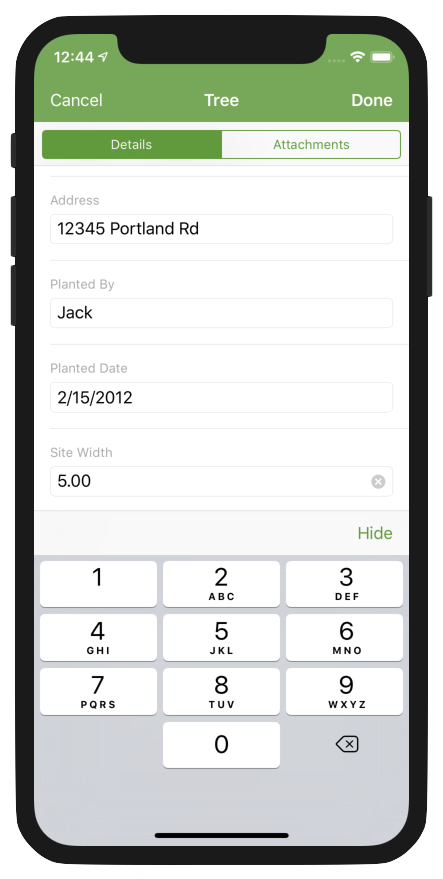 12:44
Cancel Tree Done
Details Attachments
Address
12345 Portland Rd
Planted By
Jack
Planted Date
2/15/2012
Site Width
5.00
Hide
1 2 3
ABC DEF
4 5 6
GHI JKL MNO
7 8 9
PQRS TUV WXYZ
0